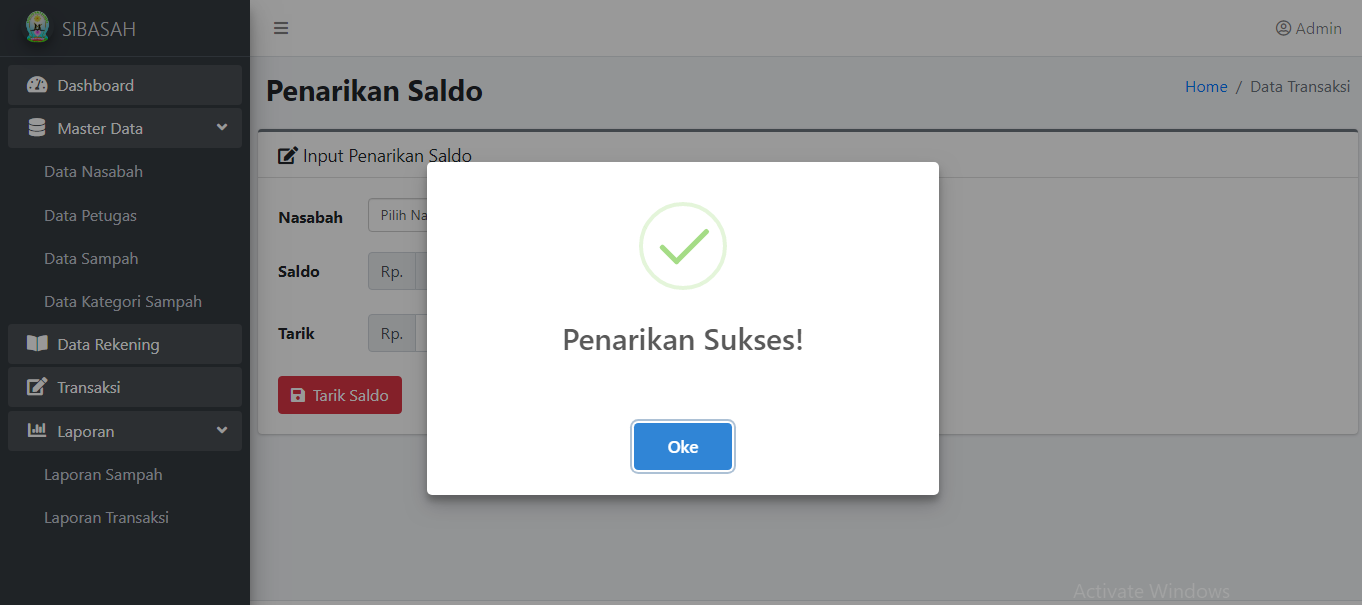 SIBASAH
Admin
Dashboard
Master Data
Data Nasabah
Data Petugas
Data Sampah
Data Kategori Sampah
Data Rekening
Transaksi
Laporan
Laporan Sampah
Laporan Transaksi
Penarikan Saldo
Home / Data Transaksi
Input Penarikan Saldo
Nasabah Pilih Na
Saldo Rp.
Tarik Rp.
Tarik Saldo
Penarikan Sukses!
Oke
Activate Windows